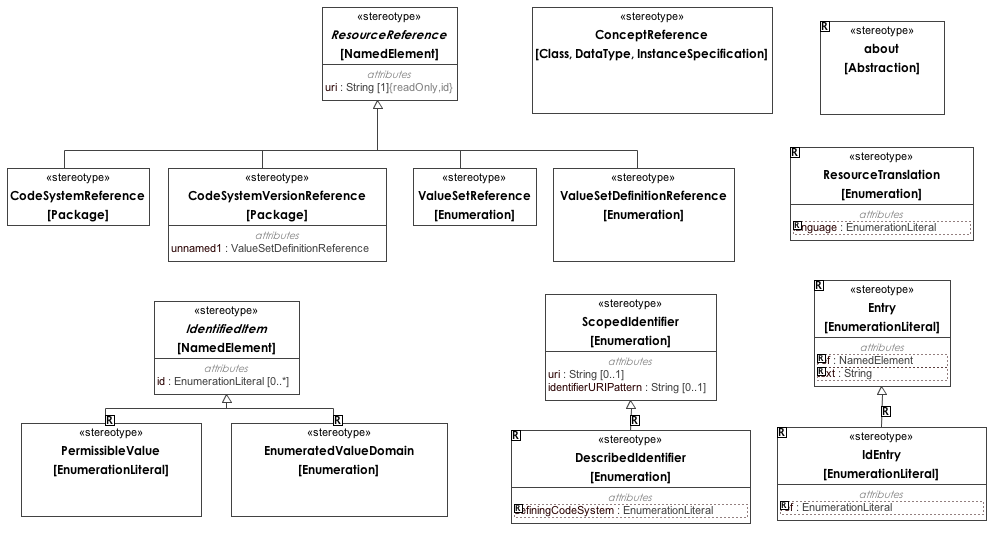 «stereotype»
ResourceReference
[NamedElement]
attributes
uri : String [1]{readOnly,id}
«stereotype»
ConceptReference
[Class, DataType, InstanceSpecification]
R
«stereotype»
about
[Abstraction]
«stereotype»
CodeSystemReference
[Package]
«stereotype»
CodeSystemVersionReference
[Package]
attributes
unnamed1 : ValueSetDefinitionReference
«stereotype»
ValueSetReference
[Enumeration]
«stereotype»
ValueSetDefinitionReference
[Enumeration]
R
«stereotype»
ResourceTranslation
[Enumeration]
attributes
R
: EnumerationLiteral
«stereotype»
IdentifiedItem
[NamedElement]
attributes
id : EnumerationLiteral [0..*]
«stereotype»
ScopedIdentifier
[Enumeration]
attributes
uri : String [0..1]
identifierURIPattern : String [0..1]
R
«stereotype»
Entry
[EnumerationLiteral]
attributes
R
: NamedElement
R
: String
R
«stereotype»
PermissibleValue
[EnumerationLiteral]
R
«stereotype»
EnumeratedValueDomain
[Enumeration]
R
R
«stereotype»
DescribedIdentifier
[Enumeration]
attributes
R
: EnumerationLiteral
R
R
«stereotype»
IdEntry
[EnumerationLiteral]
attributes
R
: EnumerationLiteral